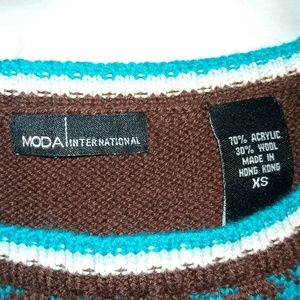 MODA INTERNATIONAL
70% ACRYLIC
30% WOOL
MADE IN
HONG KONG
XS